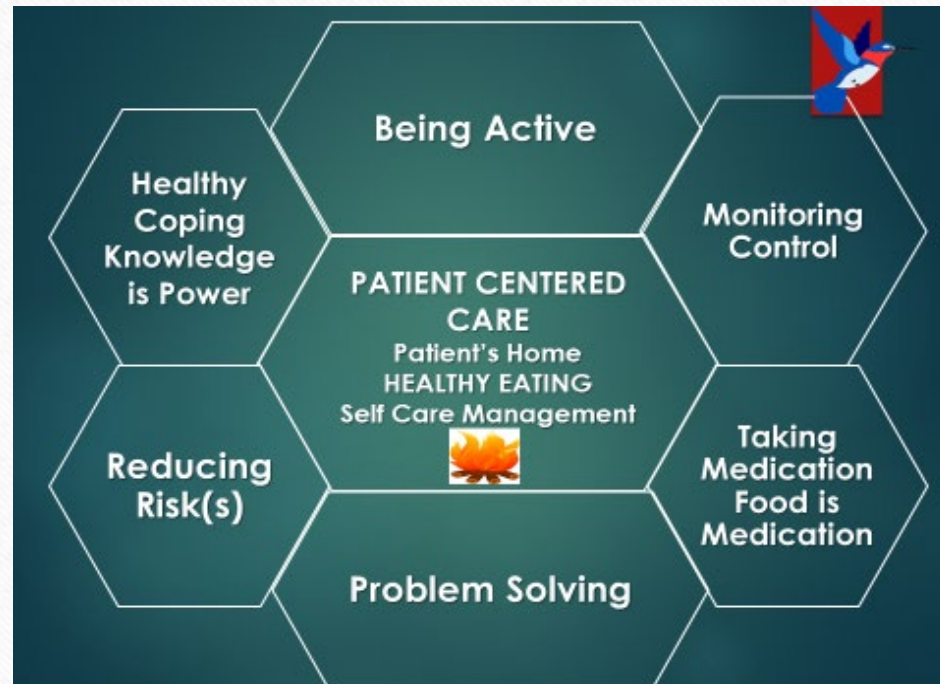 Being Active
Healthy
Coping
Knowledge
is Power
Monitoring
Control
PATIENT CENTERED
CARE
Patient's Home
HEALTHY EATING
Self Care Management
Reducing
Risk(s)
Taking
Medication
Food is
Medication
Problem Solving